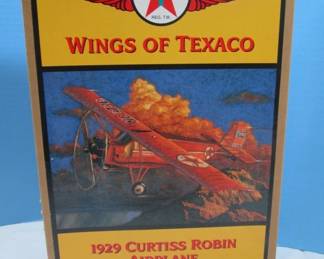 REG. T.M.
WINGS OF TEXACO
1929 CURTISS ROBIN
AIRPLANE